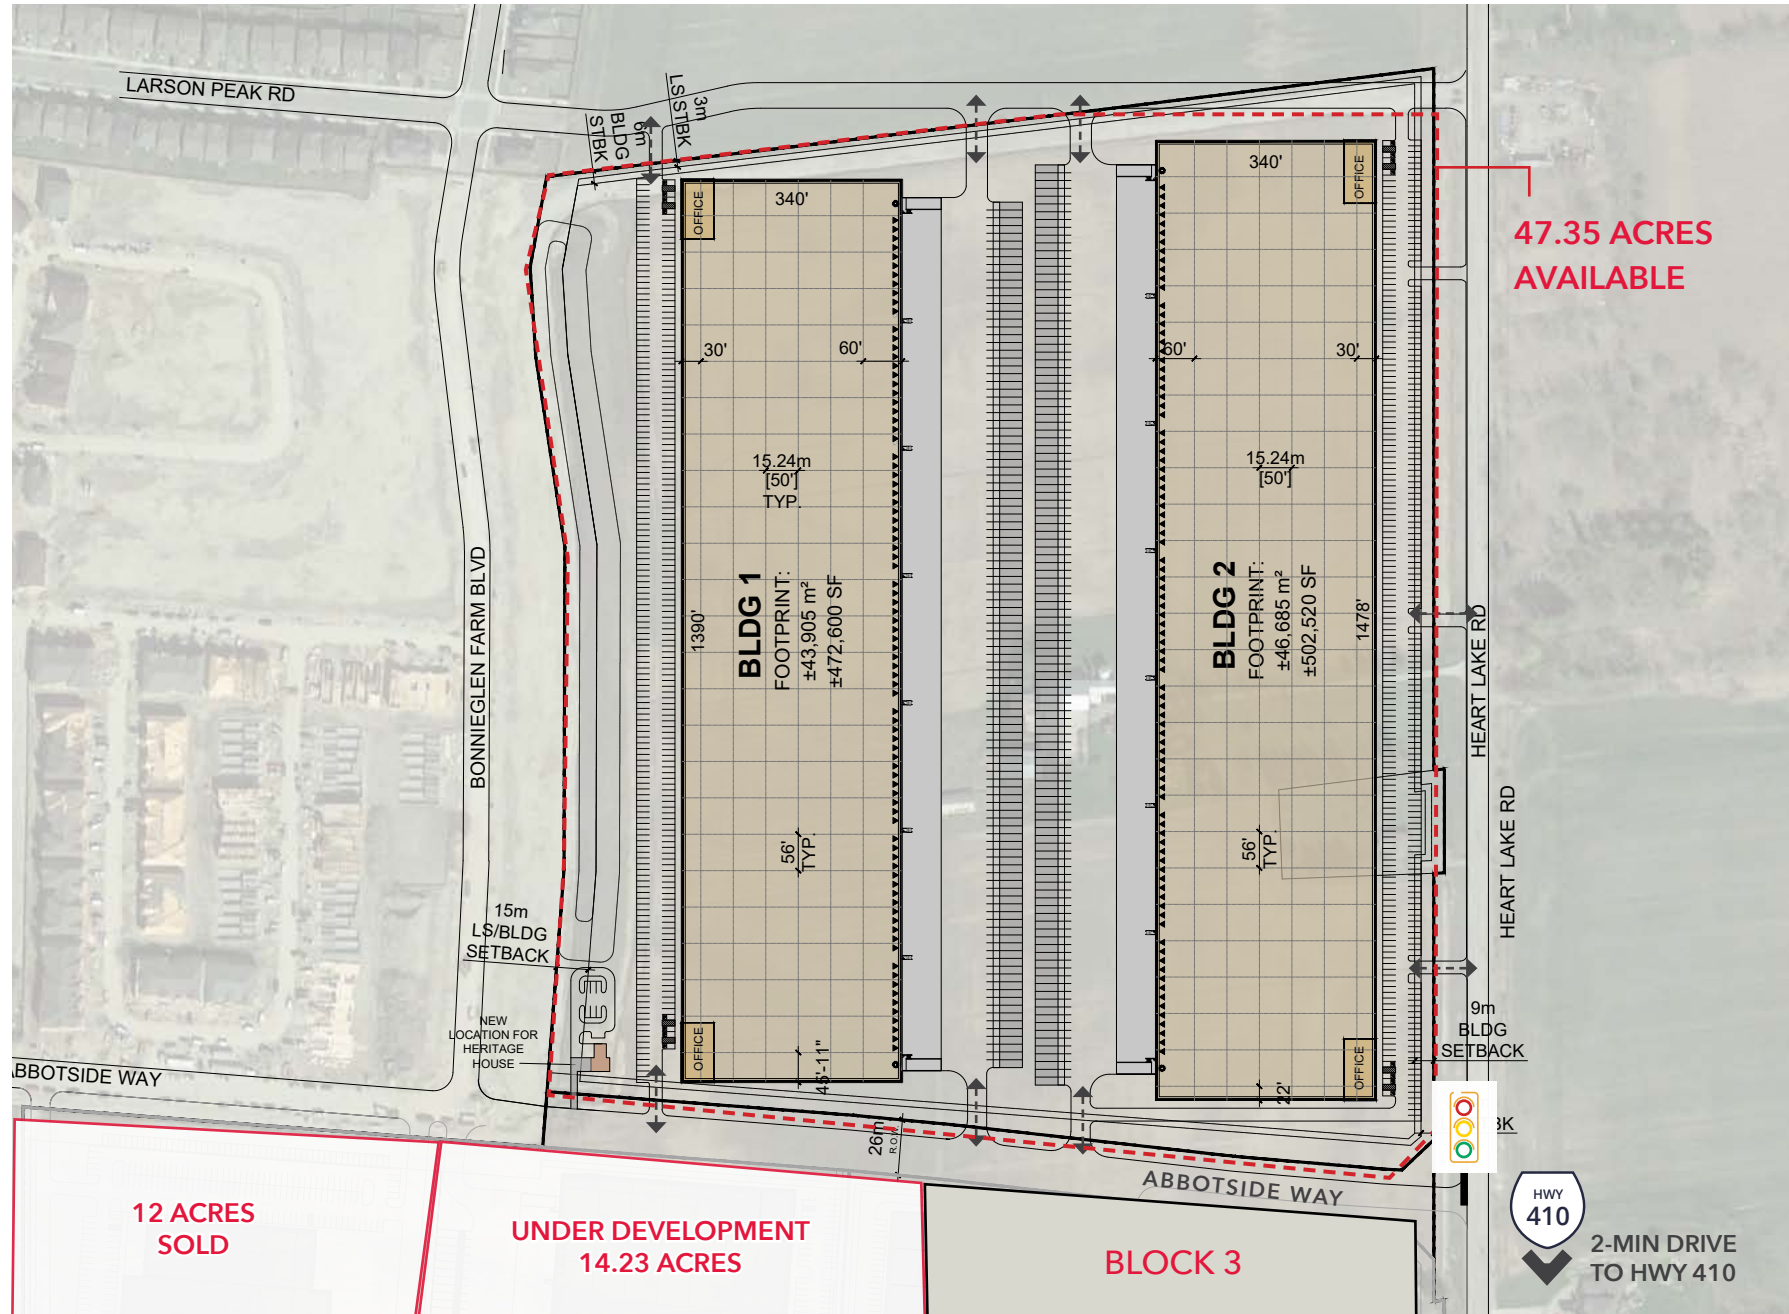 LARSON PEAK RD
3m
LS STBK
6m
BLDG
STBK
OFFICE
340'
340'
OFFICE
47.35 ACRES
AVAILABLE
30'
60'
60'
30'
15.24m
[50']
TYP.
15.24m
[50']
BONNIEGLEN FARM BLVD
1390'
BLDG 1
FOOTPRINT:
±43,905 m²
±472,600 SF
BLDG 2
FOOTPRINT:
±46,685 m²
±502,520 SF
1478'
HEART LAKE RD
HEART LAKE RD
56'
TYP.
56'
TYP.
15m
LS/BLDG
SETBACK
NEW
LOCATION FOR
HERITAGE
HOUSE
OFFICE
45'-11"
22'
OFFICE
9m
BLDG
SETBACK
BK
ABBOTSIDE WAY
26m
R.O.W.
ABBOTSIDE WAY
12 ACRES
SOLD
UNDER DEVELOPMENT
14.23 ACRES
BLOCK 3
HWY
410
2-MIN DRIVE
TO HWY 410